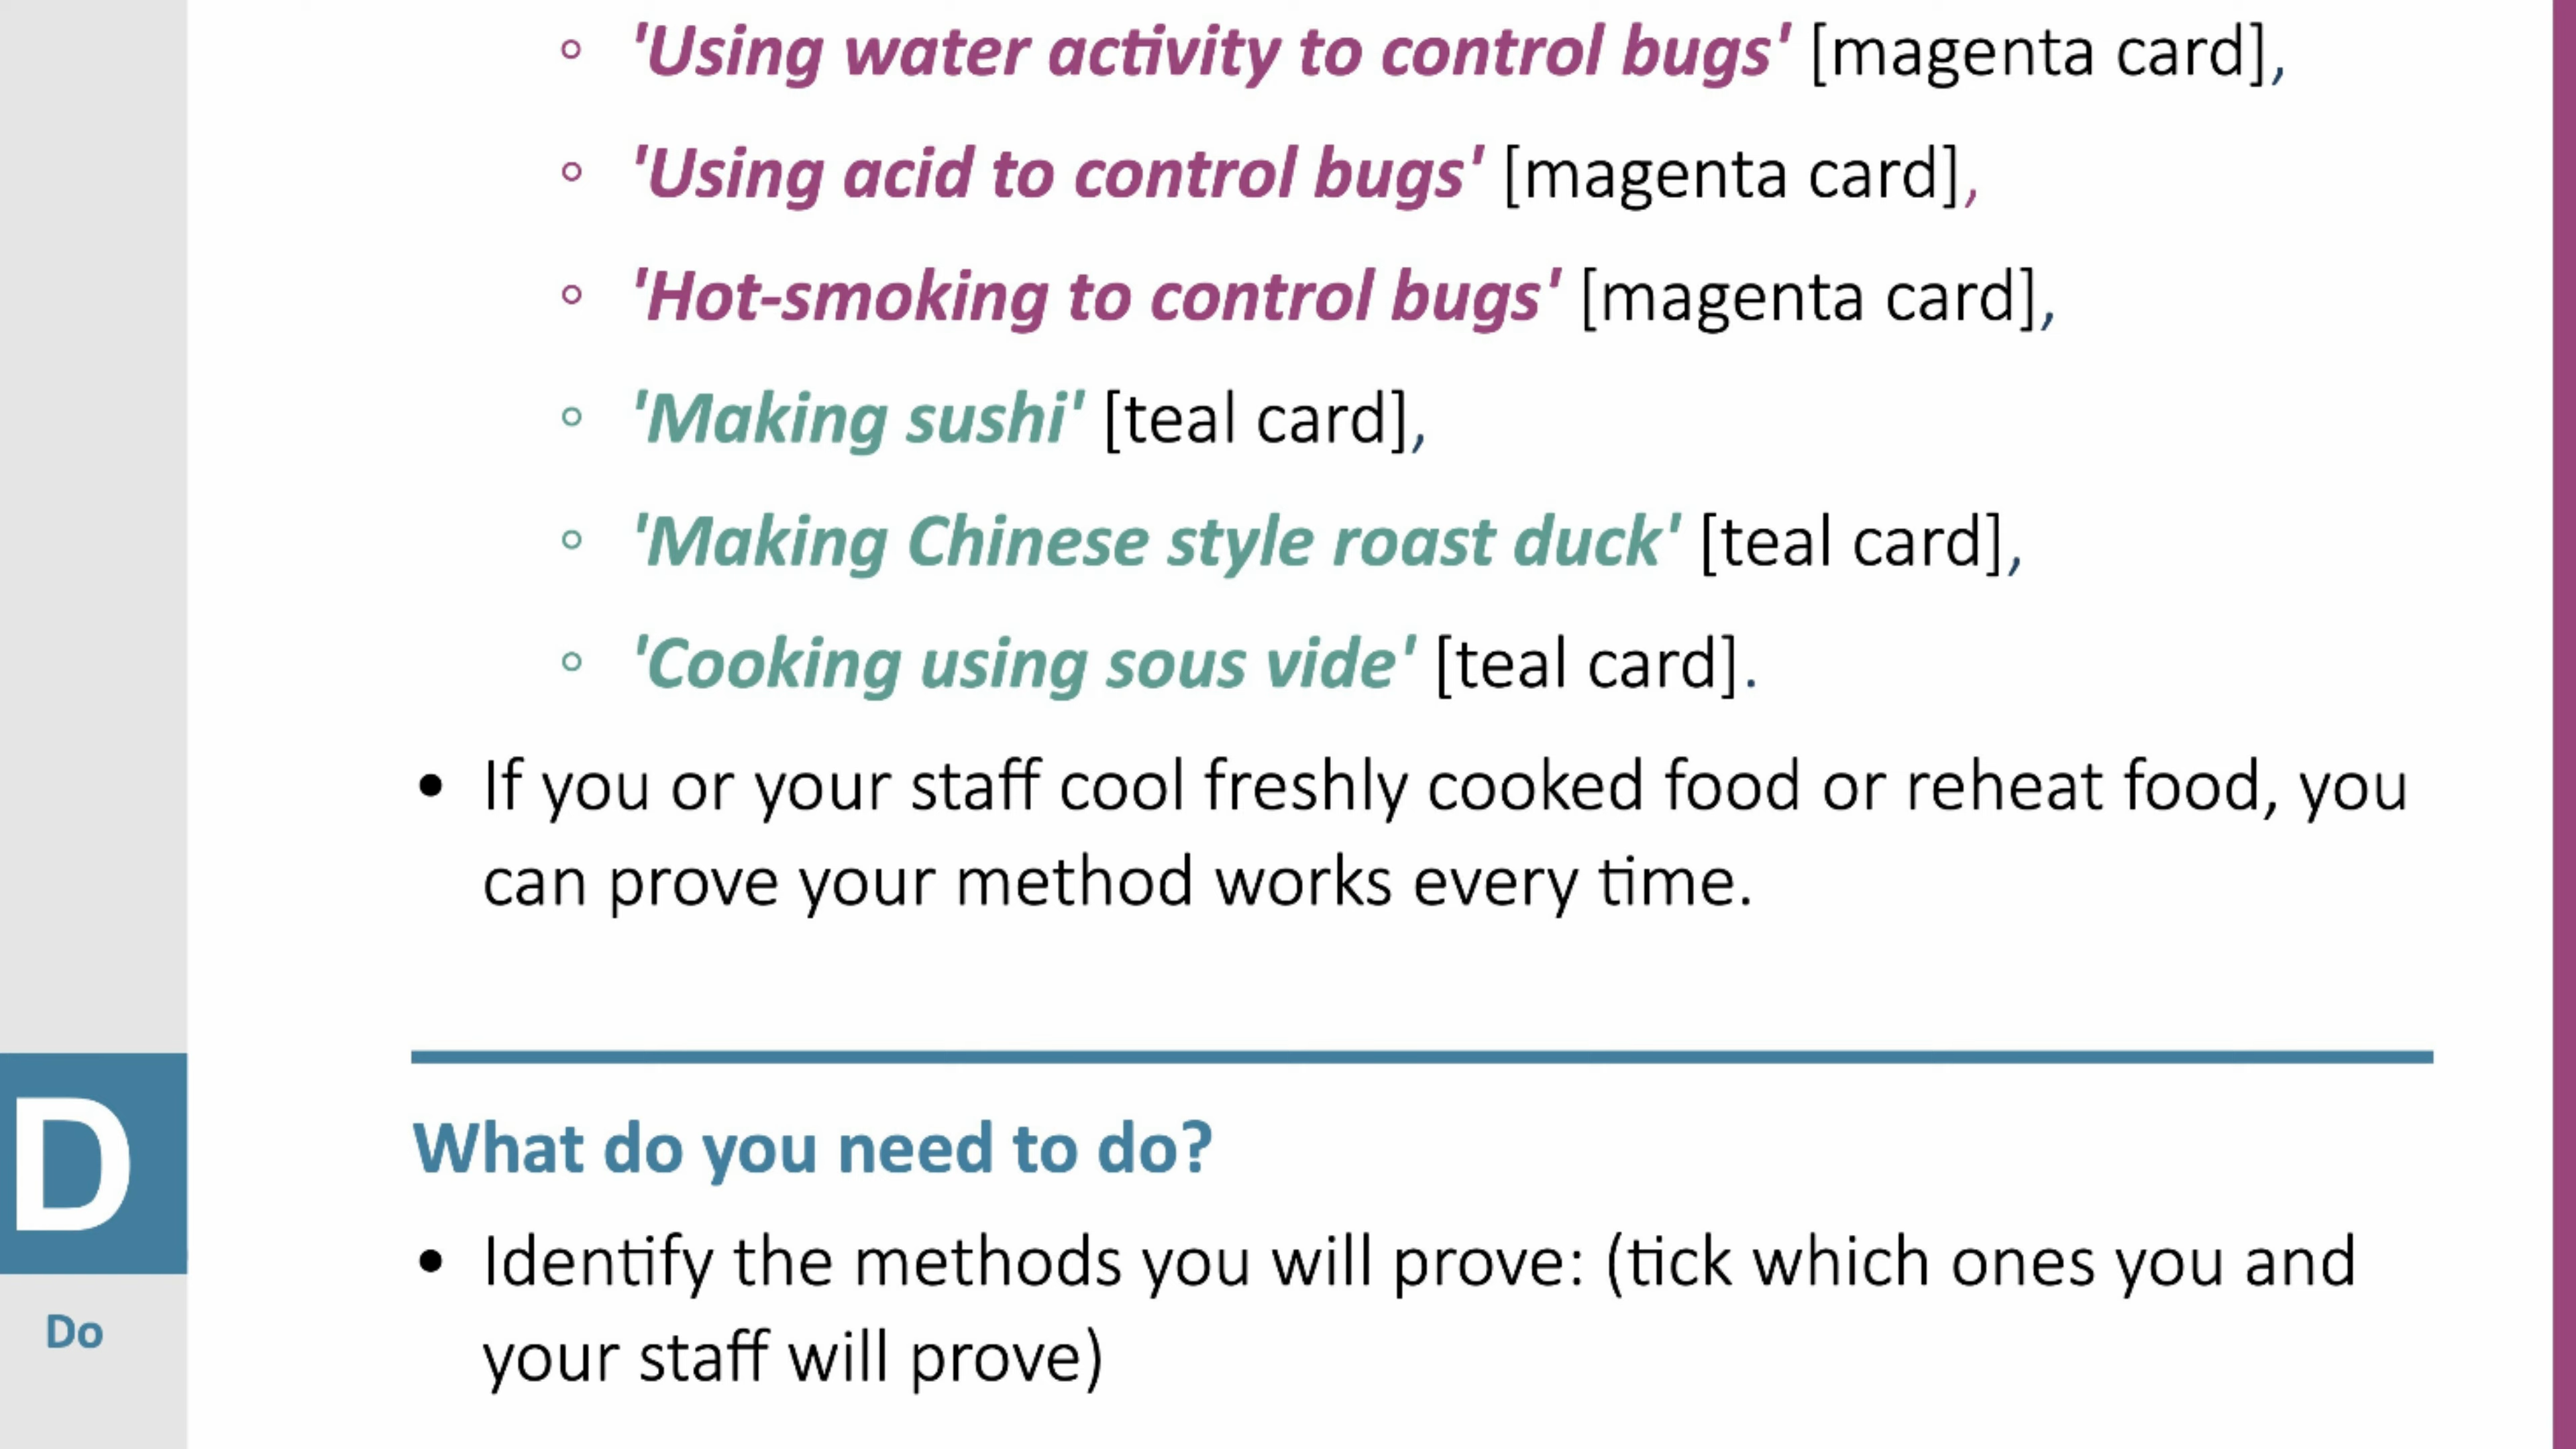 ◦ 'Using water activity to control bugs' [magenta card],
◦ 'Using acid to control bugs' [magenta card],
◦ 'Hot-smoking to control bugs' [magenta card],
◦ 'Making sushi' [teal card],
◦ 'Making Chinese style roast duck' [teal card],
◦ 'Cooking using sous vide' [teal card].
• If you or your staff cool freshly cooked food or reheat food, you
can prove your method works every time.
D
Do
What do you need to do?
• Identify the methods you will prove: (tick which ones you and
your staff will prove)